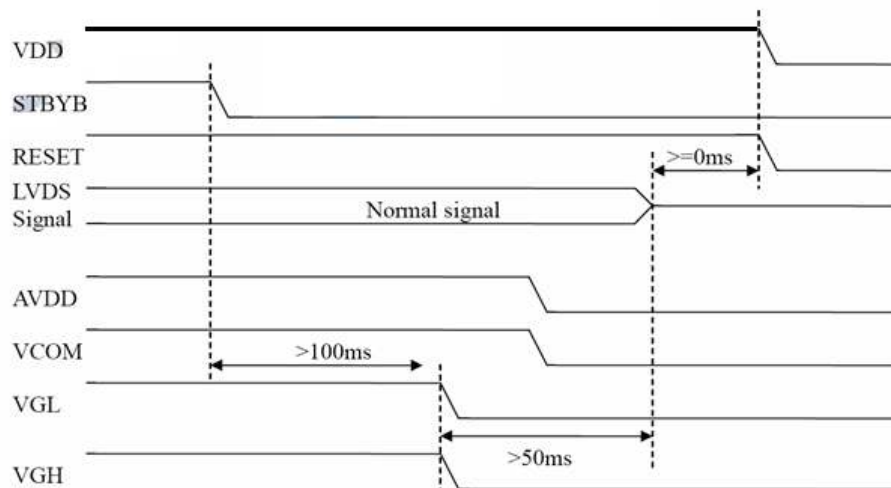 VDD
STBYB
RESET
>=0ms
LVDS
Signal
Normal signal
AVDD
VCOM
>100ms
VGL
>50ms
VGH